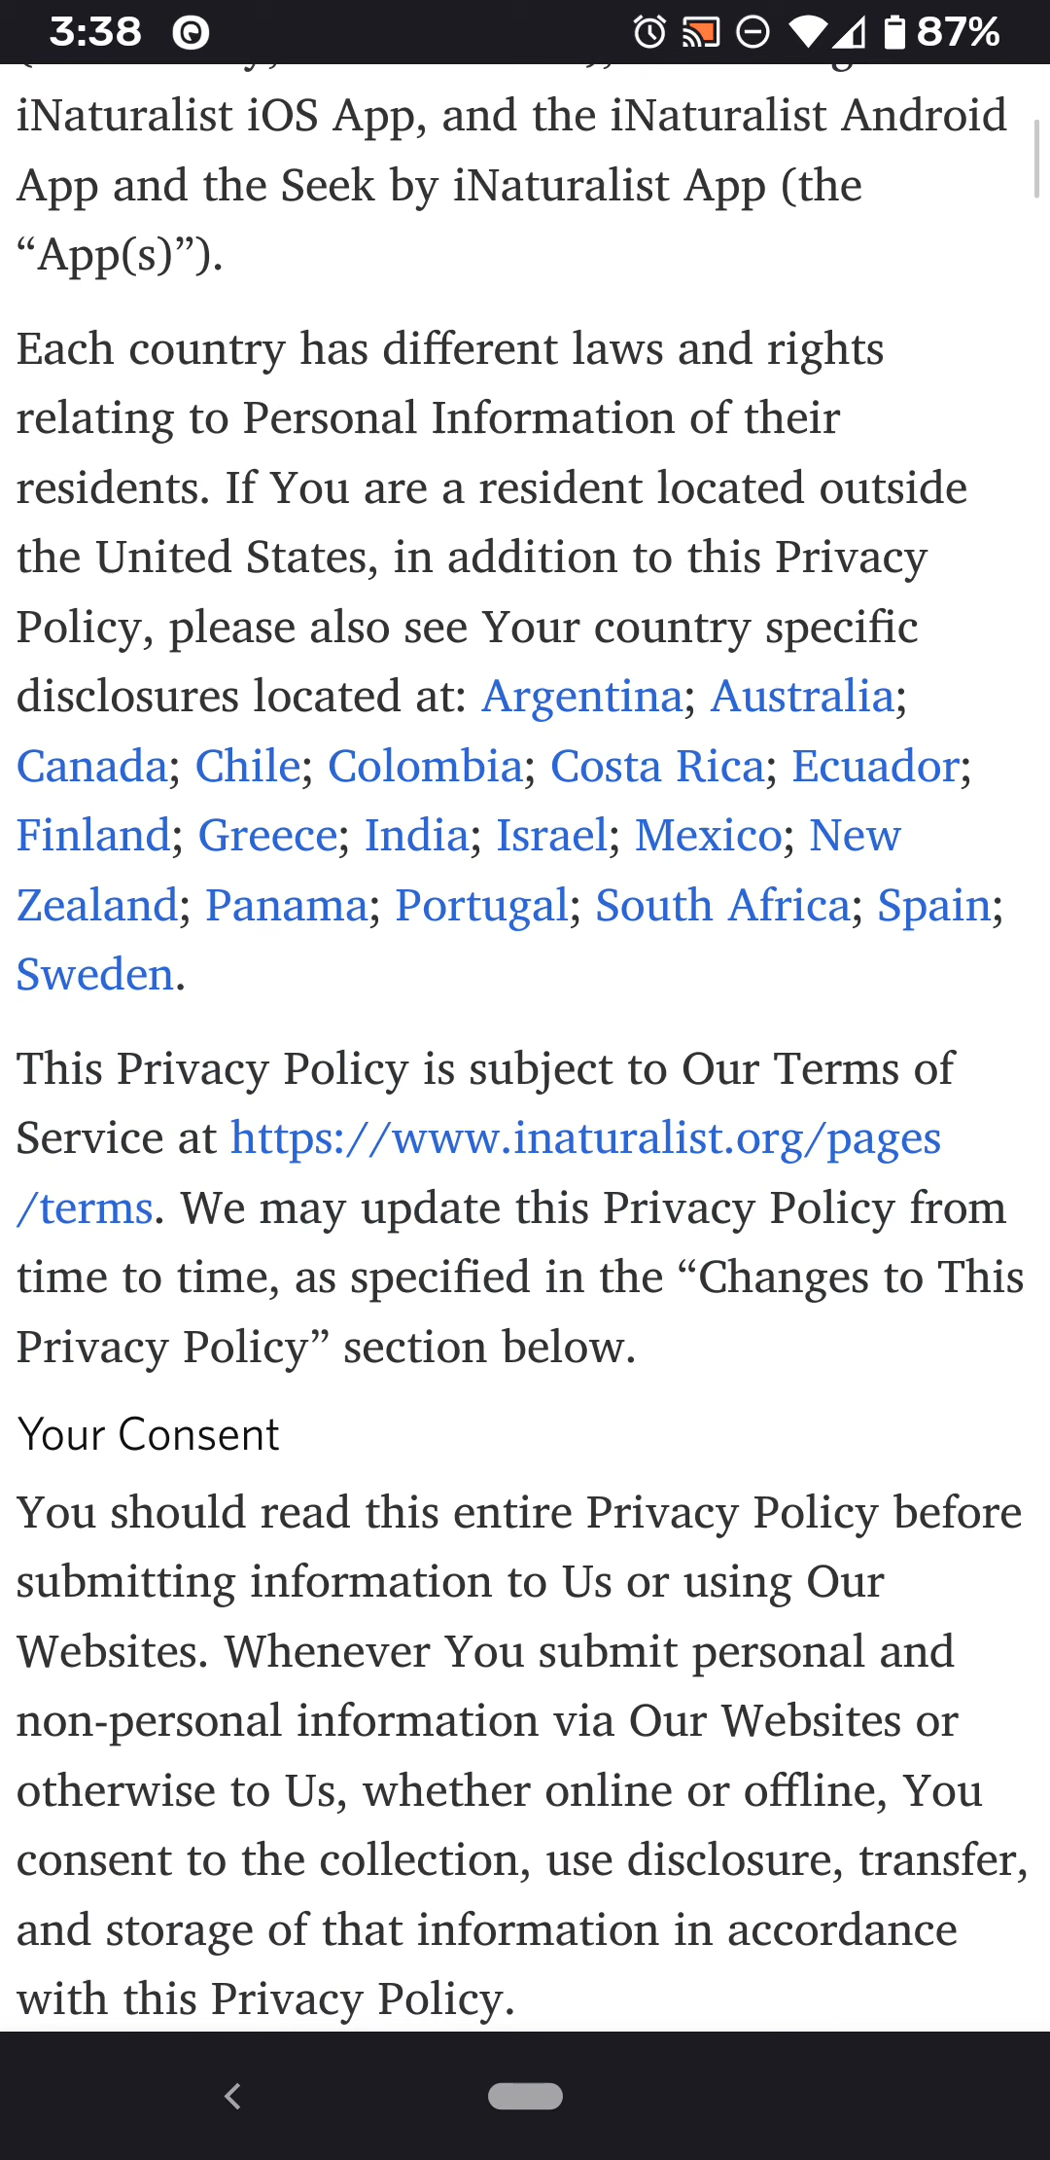 3:38
87%
iNaturalist iOS App, and the iNaturalist Android
App and the Seek by iNaturalist App (the
“App(s)”).
Each country has different laws and rights
relating to Personal Information of their
residents. If You are a resident located outside
the United States, in addition to this Privacy
Policy, please also see Your country specific
disclosures located at: Argentina; Australia;
Canada; Chile; Colombia; Costa Rica; Ecuador;
Finland; Greece; India; Israel; Mexico; New
Zealand; Panama; Portugal; South Africa; Spain;
Sweden.
This Privacy Policy is subject to Our Terms of
Service at https://www.inaturalist.org/pages
/terms. We may update this Privacy Policy from
time to time, as specified in the “Changes to This
Privacy Policy” section below.
Your Consent
You should read this entire Privacy Policy before
submitting information to Us or using Our
Websites. Whenever You submit personal and
non-personal information via Our Websites or
otherwise to Us, whether online or offline, You
consent to the collection, use disclosure, transfer,
and storage of that information in accordance
with this Privacy Policy.